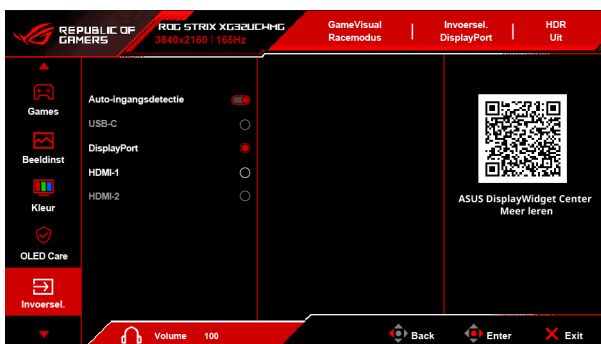 REPUBLIC OF
GAMERS
ROG STRIX XG32UCWMG
3840x2160 | 165Hz
GameVisual
Racemodus
Invoersel.
DisplayPort
HDR
Uit
Games
Beeldinst
Kleur
OLED Care
Invoersel.
Auto-ingangsdetectie
USB-C
DisplayPort
HDMI-1
HDMI-2
ASUS DisplayWidget Center
Meer leren
Volume 100
Back
Enter
Exit